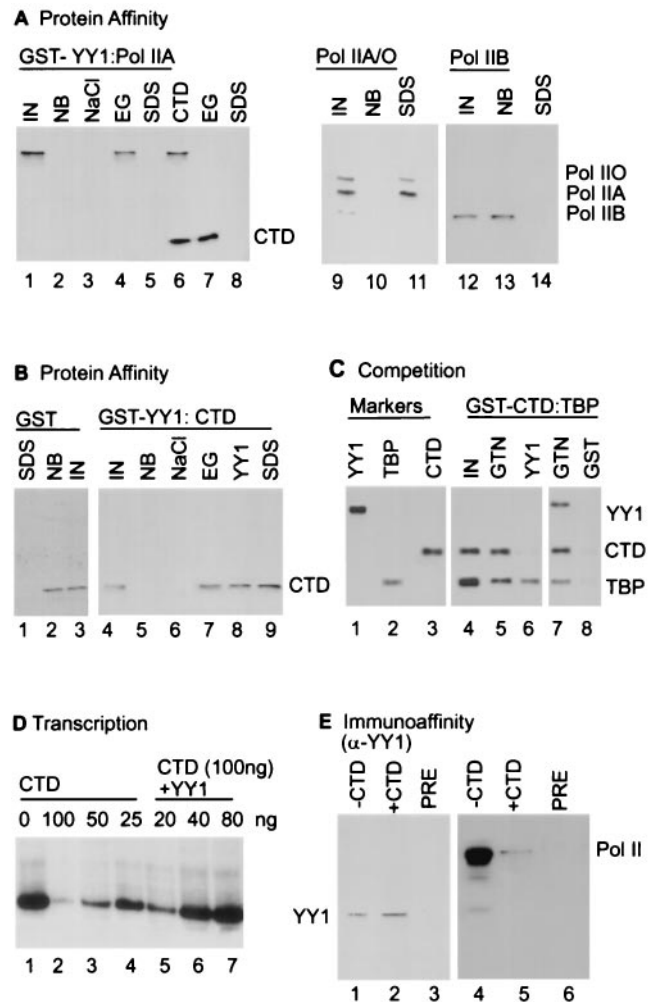 A Protein Affinity
GST- YY1:Pol IIA
IN NB NaCl EG SDS CTD EG SDS
CTD
1 2 3 4 5 6 7 8
Pol IIA/O
IN NB SDS
Pol IIB
IN NB SDS
Pol IIO
Pol IIA
Pol IIB
9 10 11 12 13 14
B Protein Affinity
GST
SDS NB IN
GST-YY1: CTD
IN NB NaCl EG YY1 SDS
CTD
1 2 3 4 5 6 7 8 9
C Competition
Markers
YY1 TBP CTD
GST-CTD:TBP
IN GTN YY1 GTN GST
YY1
CTD
TBP
1 2 3 4 5 6 7 8
D Transcription
CTD
CTD (100ng)
+YY1
0 100 50 25 20 40 80 ng
1 2 3 4 5 6 7
E Immunoaffinity
(α-YY1)
-CTD +CTD PRE -CTD +CTD PRE
Pol II
YY1
1 2 3 4 5 6